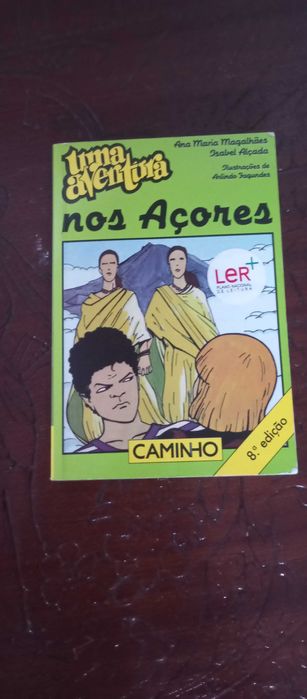 uma
aventura
Ana Maria Magalhães
Isabel Alçada
Ilustrações de
Arlindo Fagundes
nos Açores
LeR+
PLANO NACIONAL
DE LEITURA
CAMINHO
8.ª edição